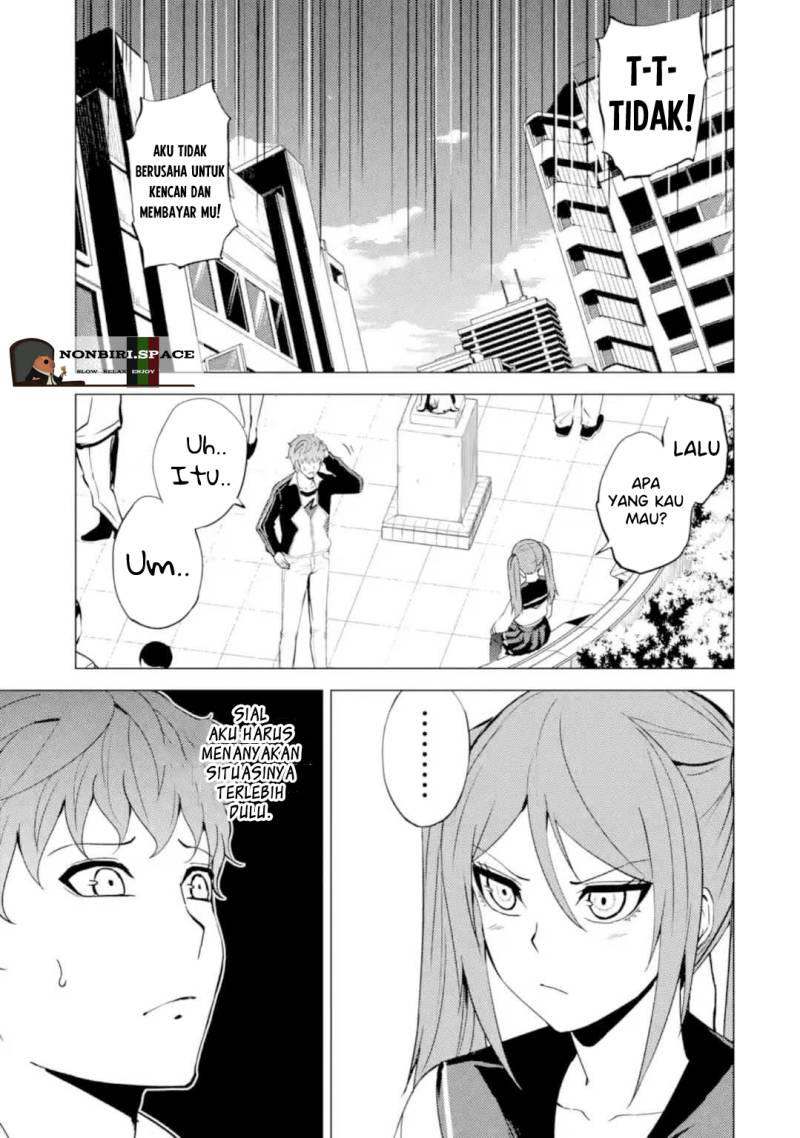 T-T-
TIDAK!
AKU TIDAK
BERUSAHA UNTUK
KENCAN DAN
MEMBAYAR MU!
NONBIRI.SPACE
SLOW RELAX ENJOY
LALU
APA
YANG KAU
MAU?
Uh..
Itu..
Um..
. . . . . . . .
SIAL
AKU HARUS
MENANYAKAN
SITUASINYA
TERLEBIH
DULU.